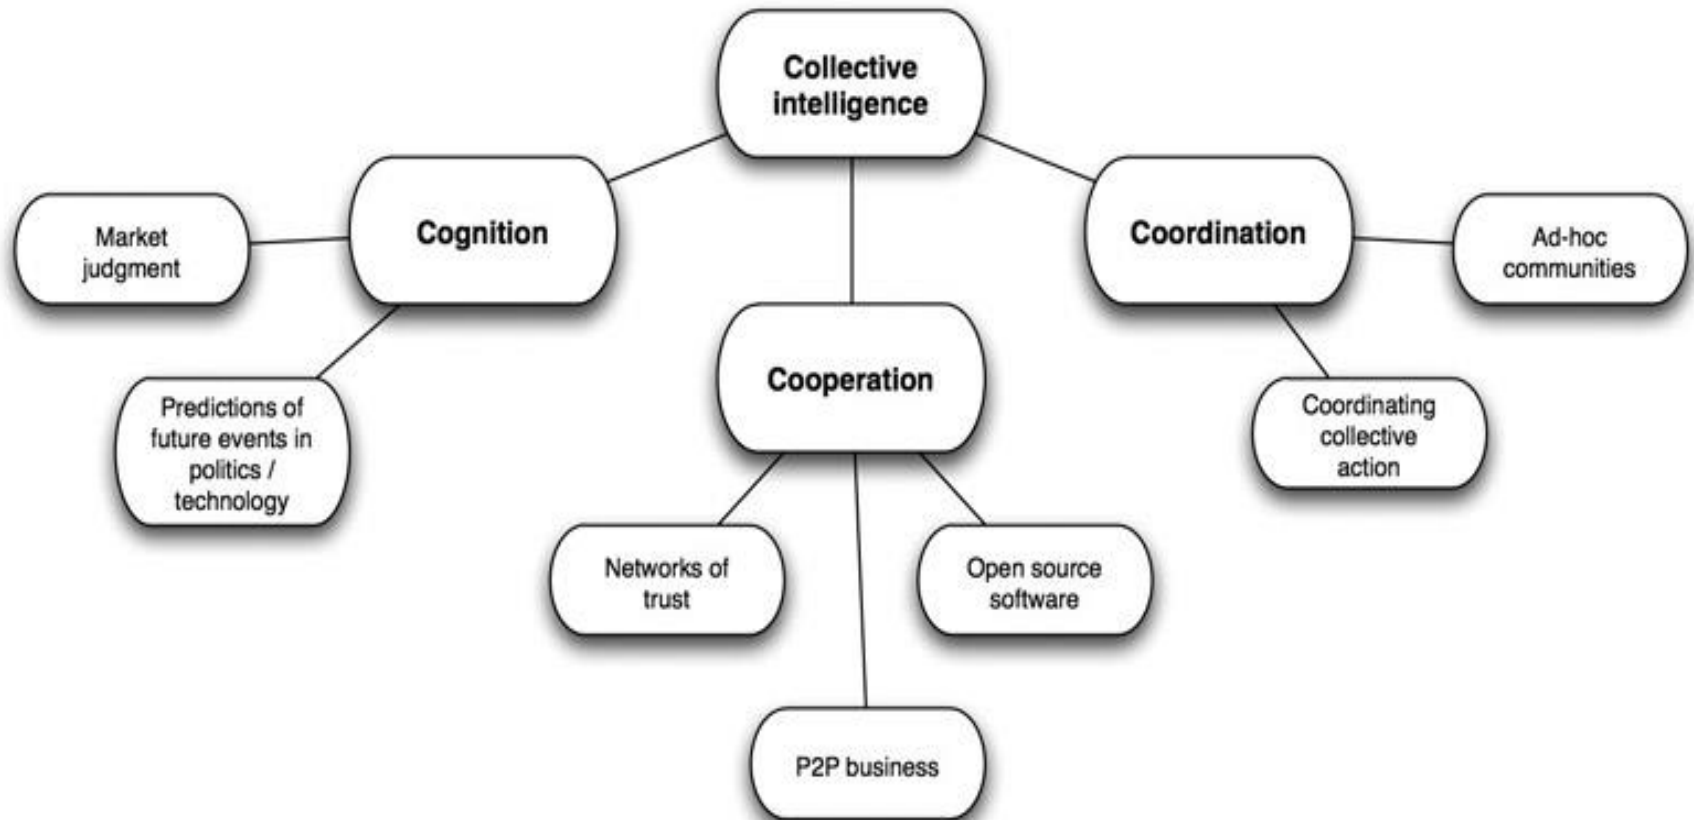 Collective
intelligence
Cognition
Market
judgment
Predictions of
future events in
politics /
technology
Cooperation
Networks of
trust
P2P business
Open source
software
Coordination
Ad-hoc
communities
Coordinating
collective
action